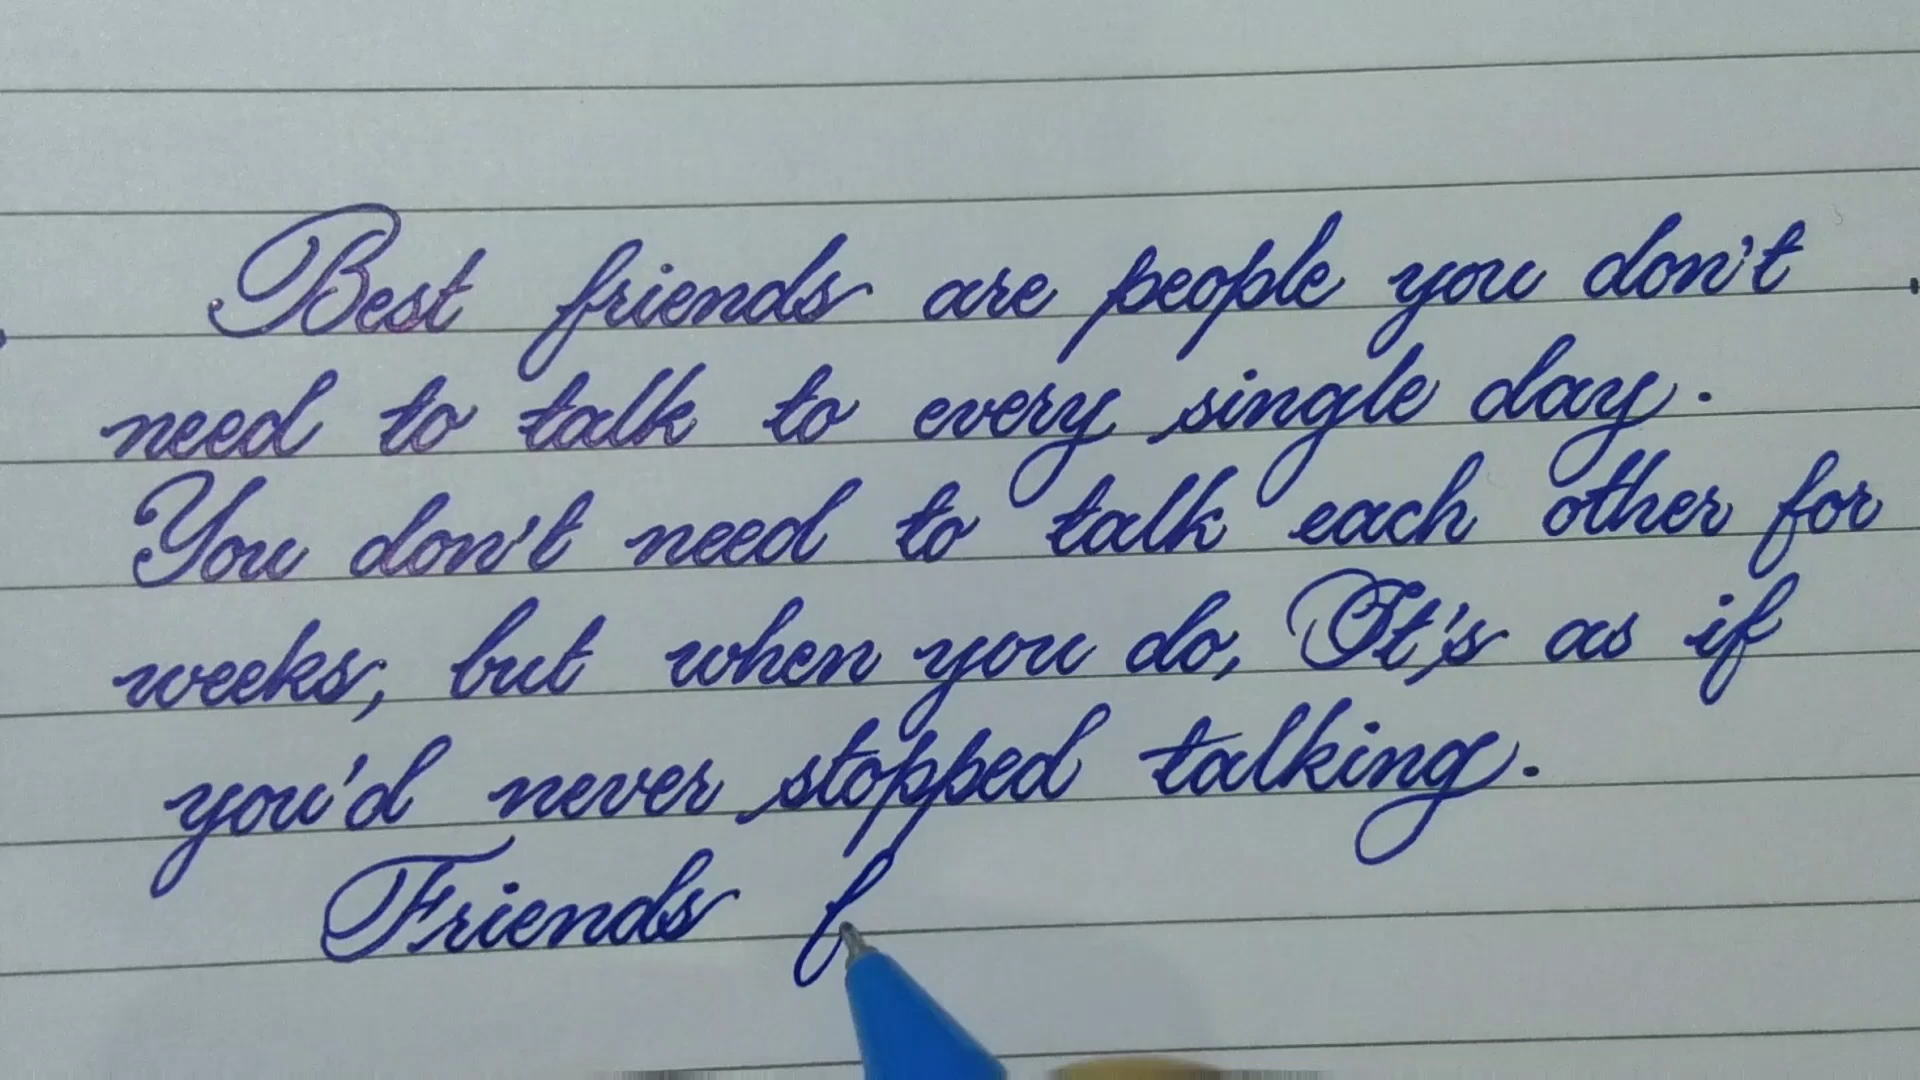 Best friends are people you don't
need to talk to every single day.
You don't need to talk each other for
weeks, but when you do, It's as if
you'd never stopped talking.
Friends f